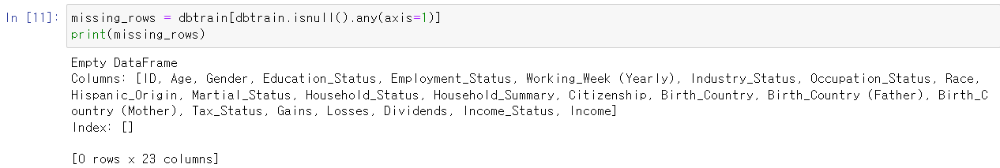 In [11]: missing_rows = dbtrain[dbtrain.isnull().any(axis=1)]
print(missing_rows)
Empty DataFrame
Columns: [ID, Age, Gender, Education_Status, Employment_Status, Working_Week (Yearly), Industry_Status, Occupation_Status, Race,
Hispanic_Origin, Martial_Status, Household_Status, Household_Summary, Citizenship, Birth_Country, Birth_Country (Father), Birth_C
ountry (Mother), Tax_Status, Gains, Losses, Dividends, Income_Status, Income]
Index: []
[0 rows x 23 columns]